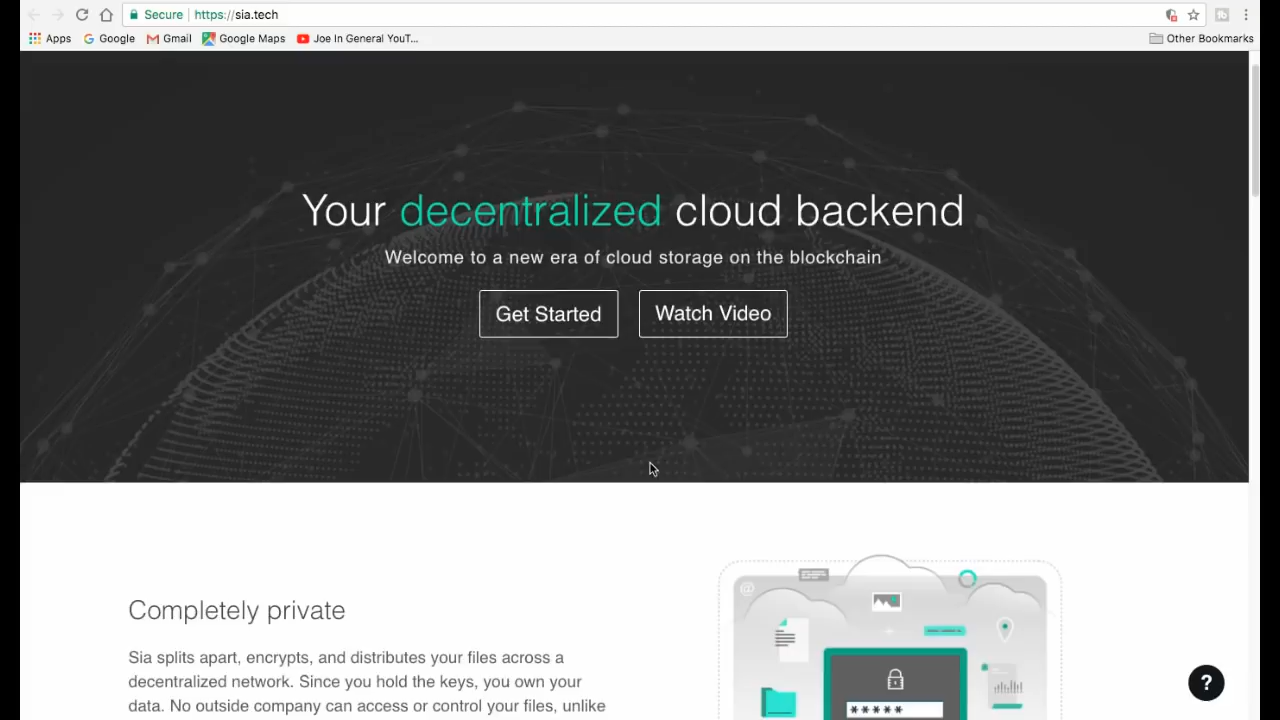 Secure https://sia.tech
Apps Google Gmail Google Maps Joe In General YouT... Other Bookmarks
Your decentralized cloud backend
Welcome to a new era of cloud storage on the blockchain
Get Started Watch Video
Completely private
Sia splits apart, encrypts, and distributes your files across a
decentralized network. Since you hold the keys, you own your
data. No outside company can access or control your files, unlike
@
*****
?